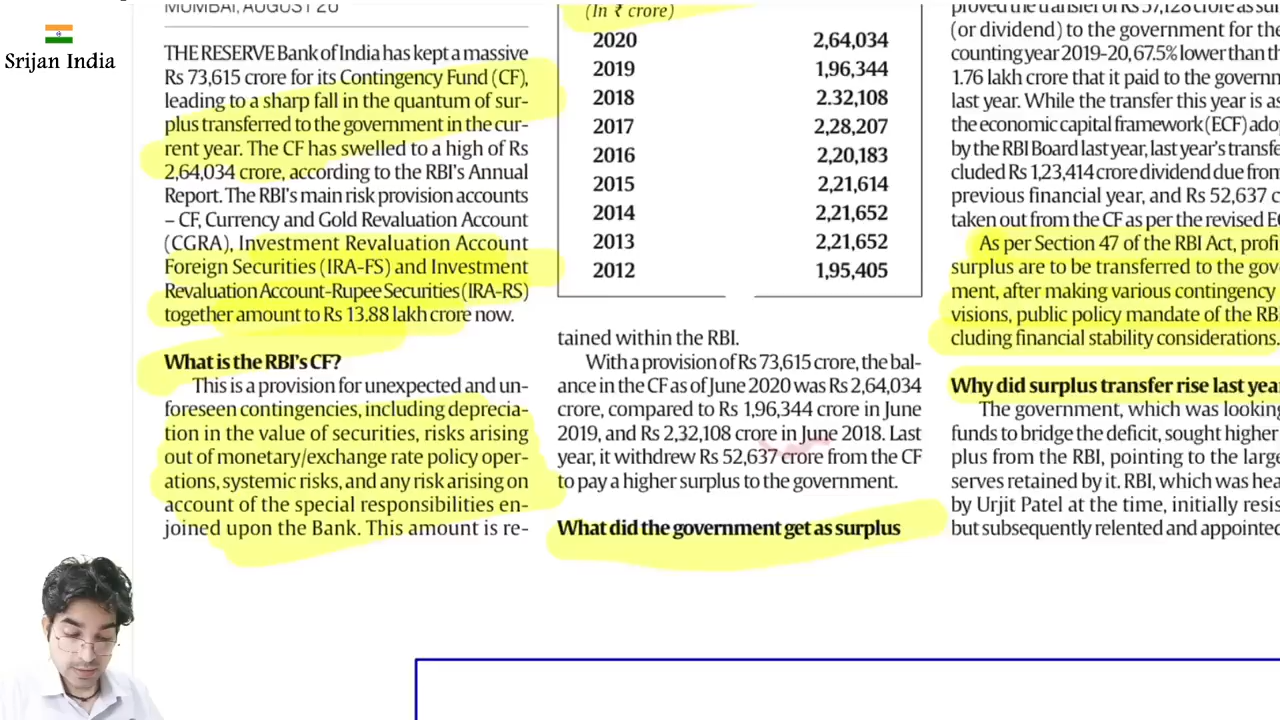 Srijan India
MUMBAI, AUGUST 26
THE RESERVE Bank of India has kept a massive
Rs 73,615 crore for its Contingency Fund (CF),
leading to a sharp fall in the quantum of sur-
plus transferred to the government in the cur-
rent year. The CF has swelled to a high of Rs
2,64,034 crore, according to the RBI's Annual
Report. The RBI's main risk provision accounts
– CF, Currency and Gold Revaluation Account
(CGRA), Investment Revaluation Account
Foreign Securities (IRA-FS) and Investment
Revaluation Account-Rupee Securities (IRA-RS)
together amount to Rs 13.88 lakh crore now.
What is the RBI's CF?
This is a provision for unexpected and un-
foreseen contingencies, including deprecia-
tion in the value of securities, risks arising
out of monetary/exchange rate policy oper-
ations, systemic risks, and any risk arising on
account of the special responsibilities en-
joined upon the Bank. This amount is re-
(In ₹ crore)
2020 2,64,034
2019 1,96,344
2018 2.32,108
2017 2,28,207
2016 2,20,183
2015 2,21,614
2014 2,21,652
2013 2,21,652
2012 1,95,405
tained within the RBI.
With a provision of Rs 73,615 crore, the bal-
ance in the CF as of June 2020 was Rs 2,64,034
crore, compared to Rs 1,96,344 crore in June
2019, and Rs 2,32,108 crore in June 2018. Last
year, it withdrew Rs 52,637 crore from the CF
to pay a higher surplus to the government.
What did the government get as surplus
proved the transfer of Rs 57,128 crore as sur
(or dividend) to the government for the
counting year 2019-20, 67.5% lower than th
1.76 lakh crore that it paid to the governm
last year. While the transfer this year is as
the economic capital framework (ECF) ado
by the RBI Board last year, last year's transfe
cluded Rs 1,23,414 crore dividend due from
previous financial year, and Rs 52,637 c
taken out from the CF as per the revised E
As per Section 47 of the RBI Act, profi
surplus are to be transferred to the gov
ment, after making various contingency
visions, public policy mandate of the RB
cluding financial stability considerations.
Why did surplus transfer rise last yea
The government, which was looking
funds to bridge the deficit, sought higher
plus from the RBI, pointing to the large
serves retained by it. RBI, which was hea
by Urjit Patel at the time, initially resis
but subsequently relented and appointed